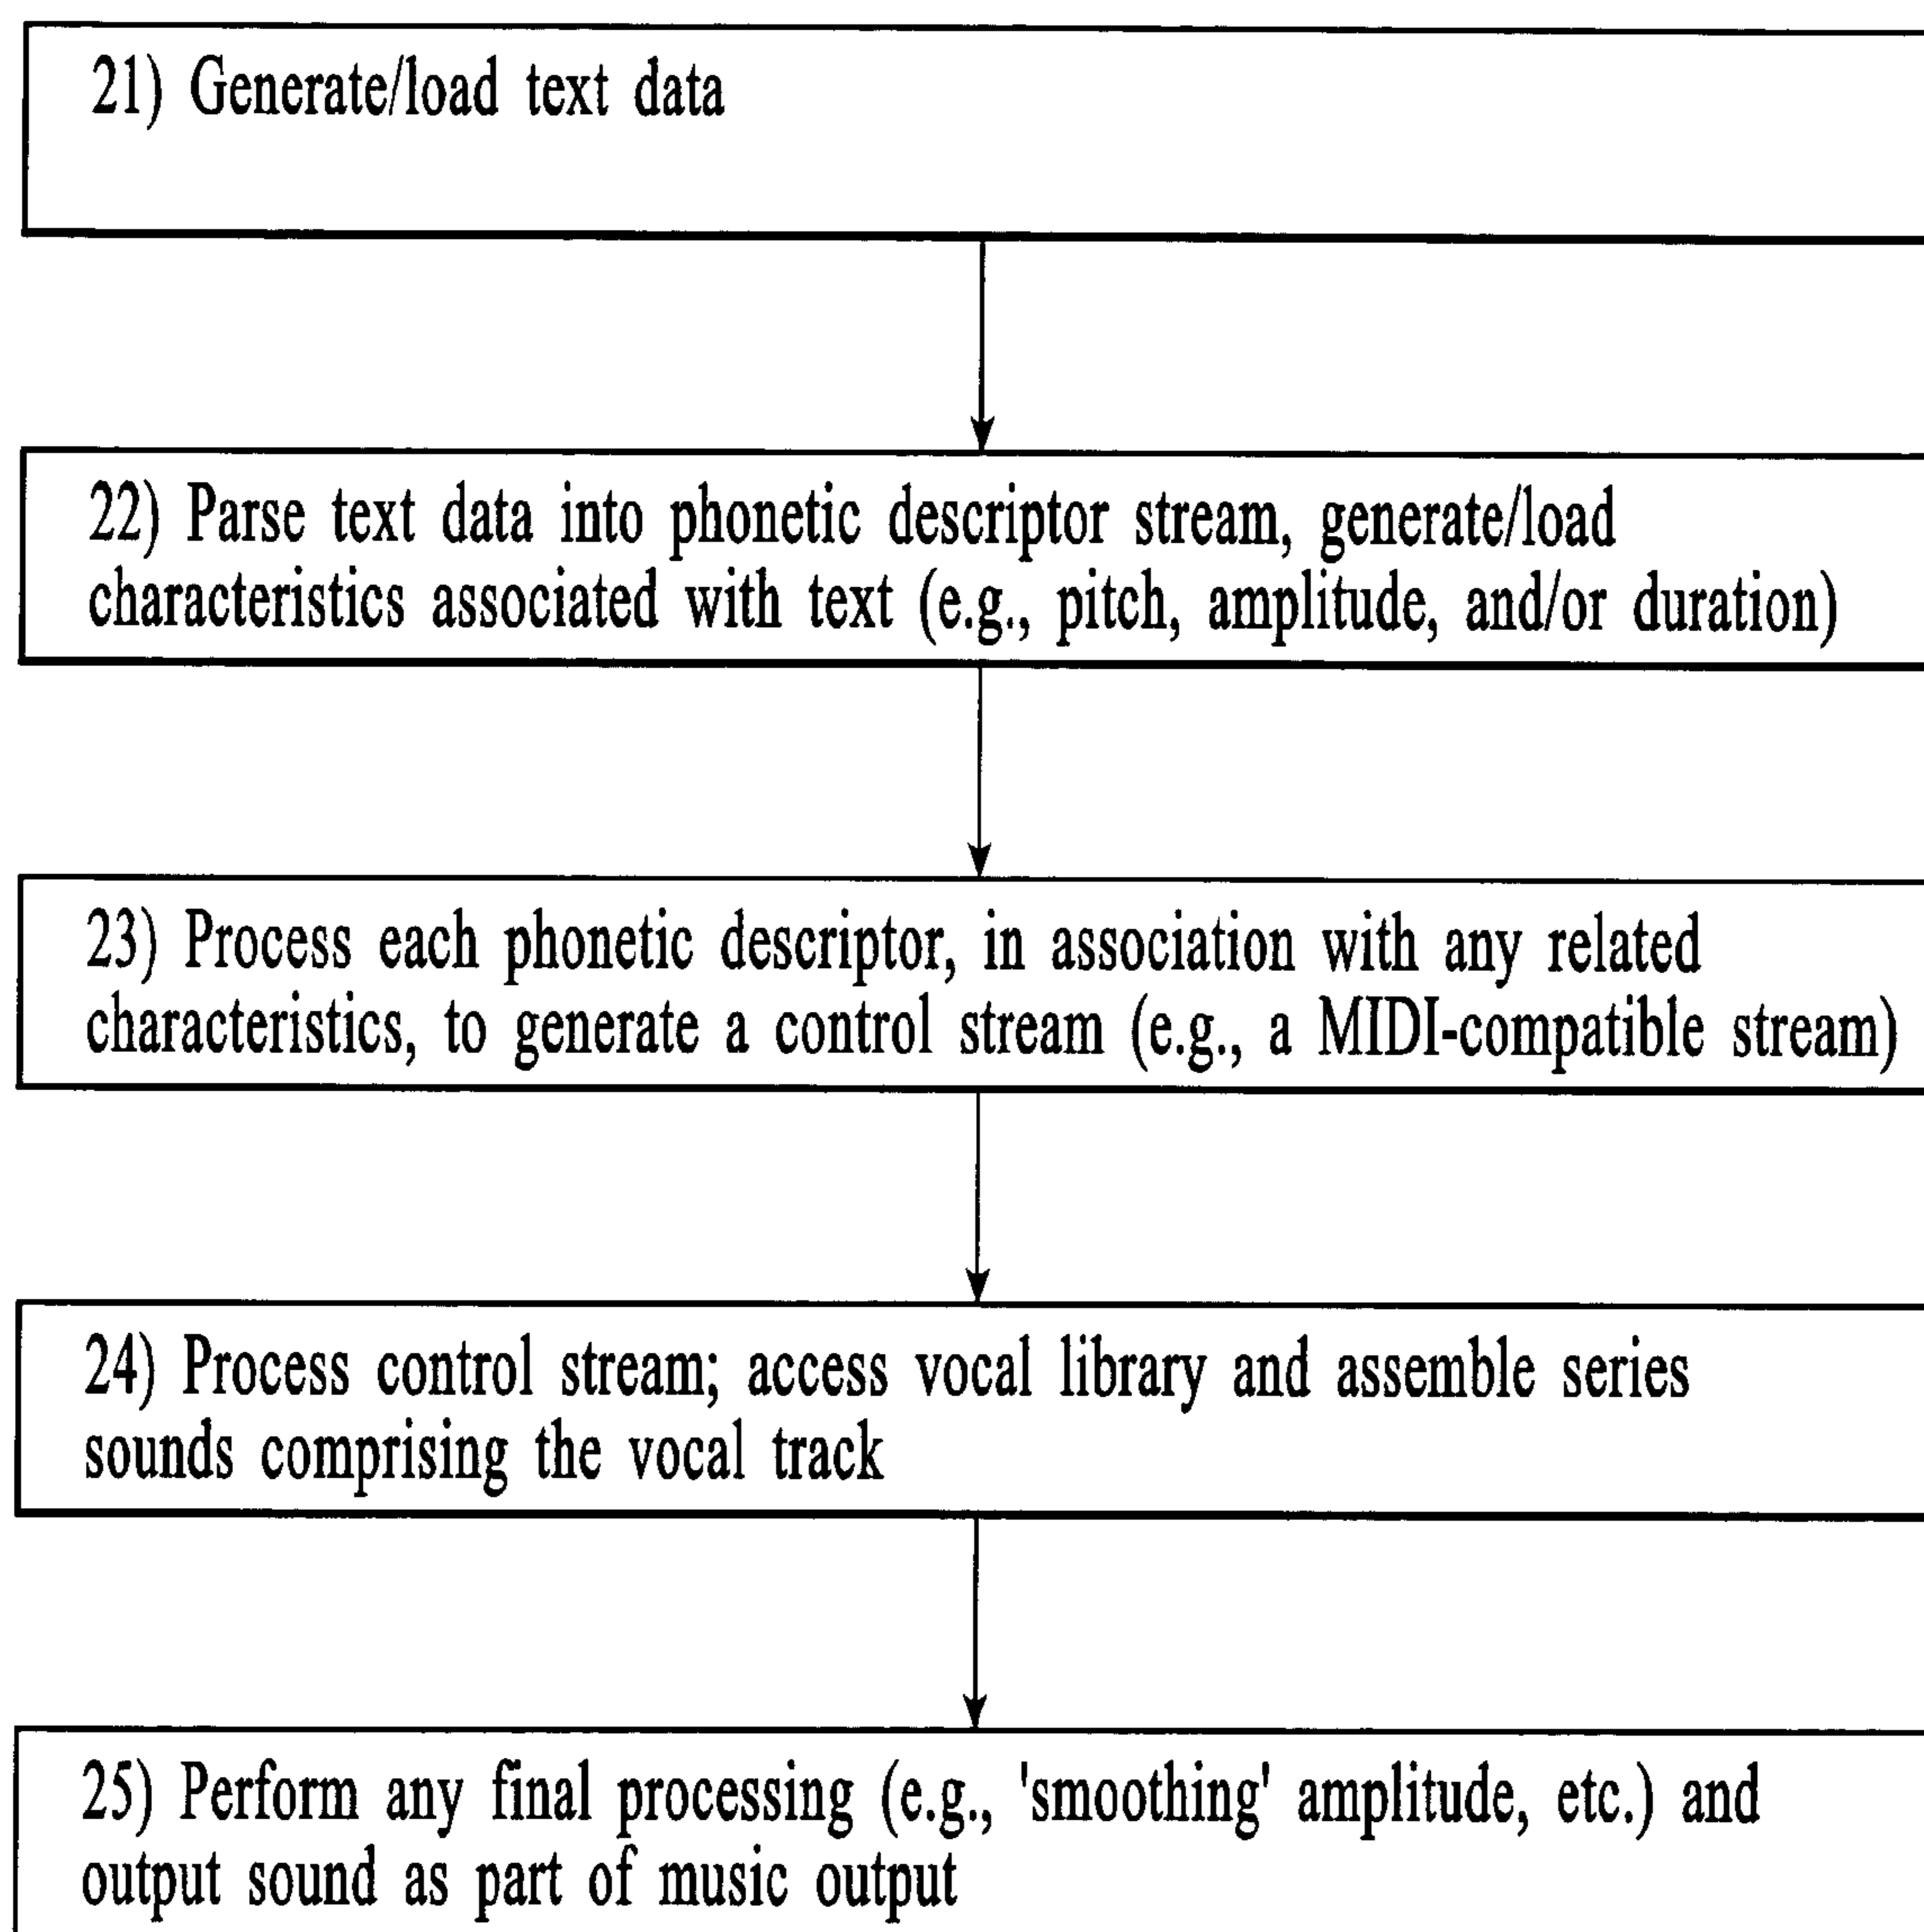 21) Generate/load text data
22) Parse text data into phonetic descriptor stream, generate/load
characteristics associated with text (e.g., pitch, amplitude, and/or duration)
23) Process each phonetic descriptor, in association with any related
characteristics, to generate a control stream (e.g., a MIDI-compatible stream)
24) Process control stream; access vocal library and assemble series
sounds comprising the vocal track
25) Perform any final processing (e.g., 'smoothing' amplitude, etc.) and
output sound as part of music output